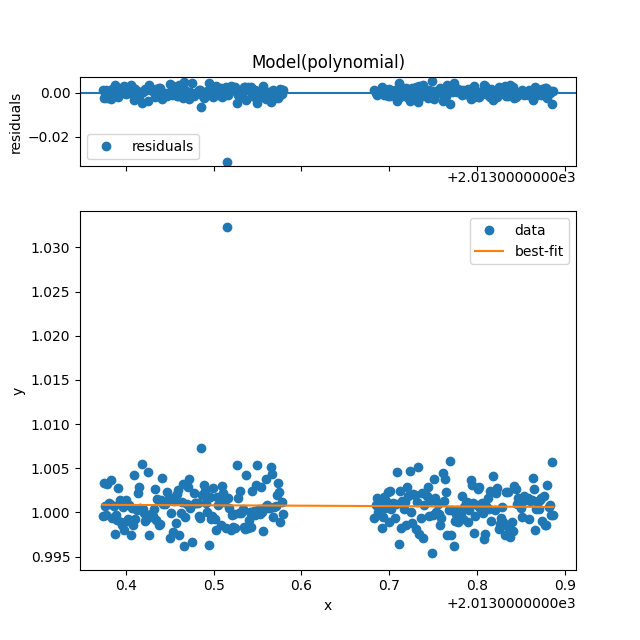 Model(polynomial)
0.00
−0.02
residuals
residuals
+2.0130000000e3
data
best-fit
1.030
1.025
1.020
1.015
1.010
1.005
1.000
0.995
y
0.4 0.5 0.6 0.7 0.8 0.9
x
+2.0130000000e3